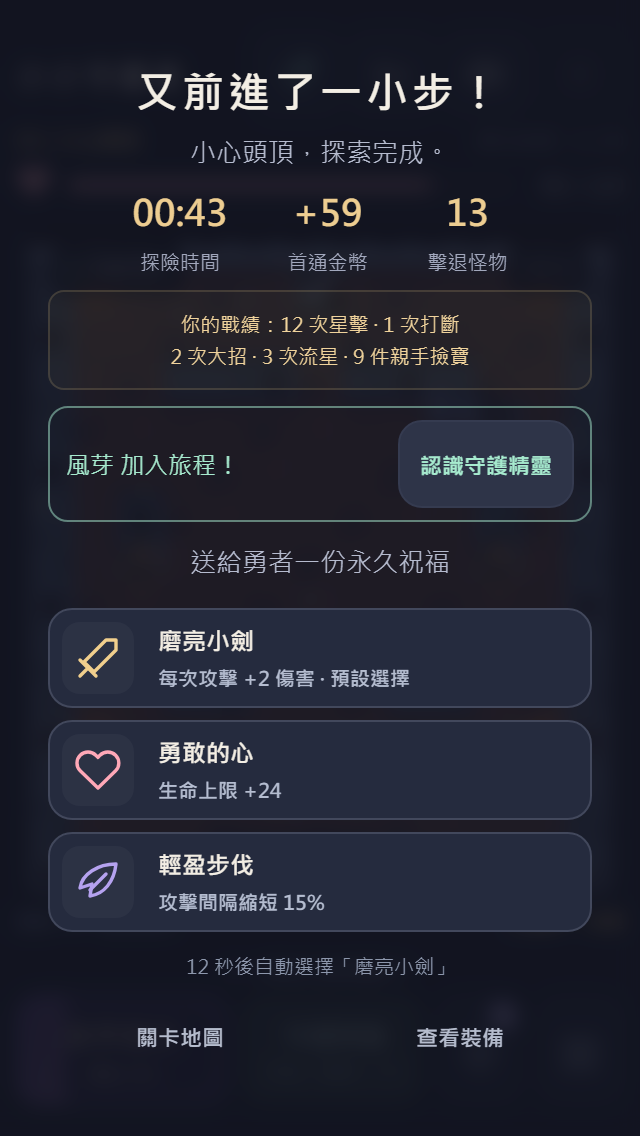 又前進了一小步！
小心頭頂，探索完成。
00:43 +59 13
探險時間 首通金幣 擊退怪物
你的戰績：12 次星擊 · 1 次打斷
2 次大招 · 3 次流星 · 9 件親手撿寶
風芽 加入旅程！ 認識守護精靈
送給勇者一份永久祝福
磨亮小劍
每次攻擊 +2 傷害 · 預設選擇
勇敢的心
生命上限 +24
輕盈步伐
攻擊間隔縮短 15%
12 秒後自動選擇「磨亮小劍」
關卡地圖 查看裝備